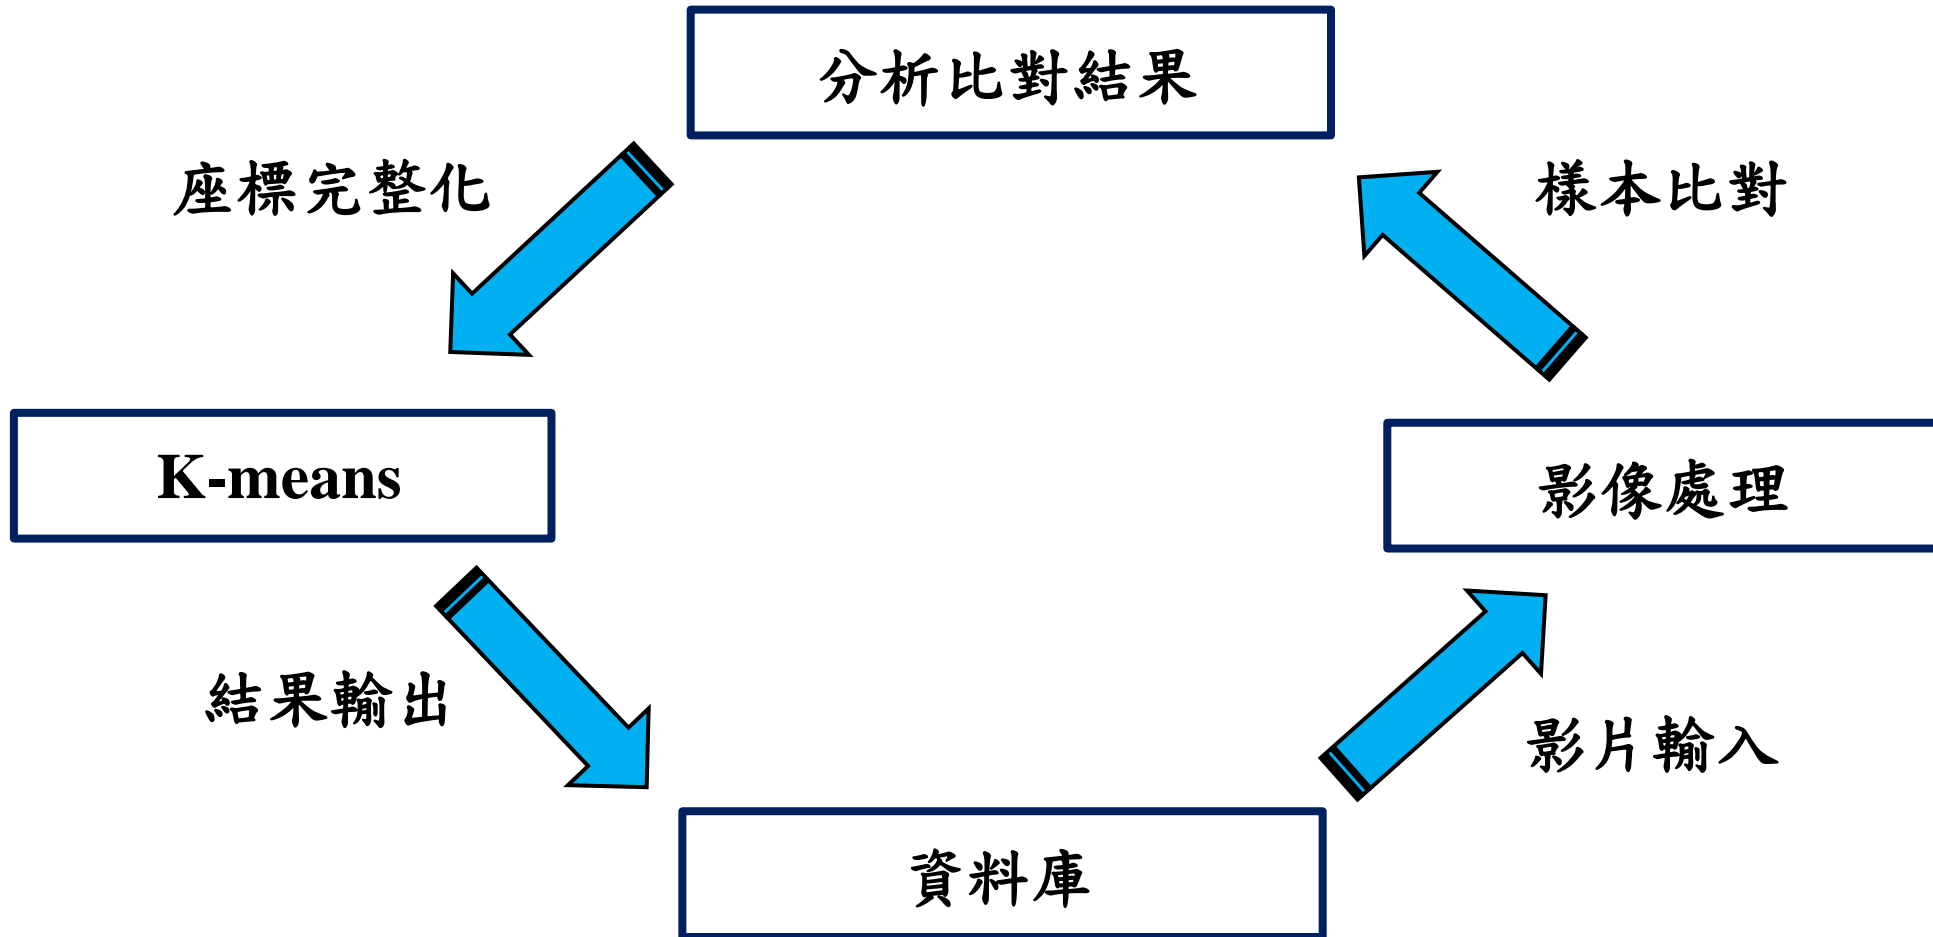 分析比對結果
座標完整化
樣本比對
K-means
影像處理
結果輸出
影片輸入
資料庫